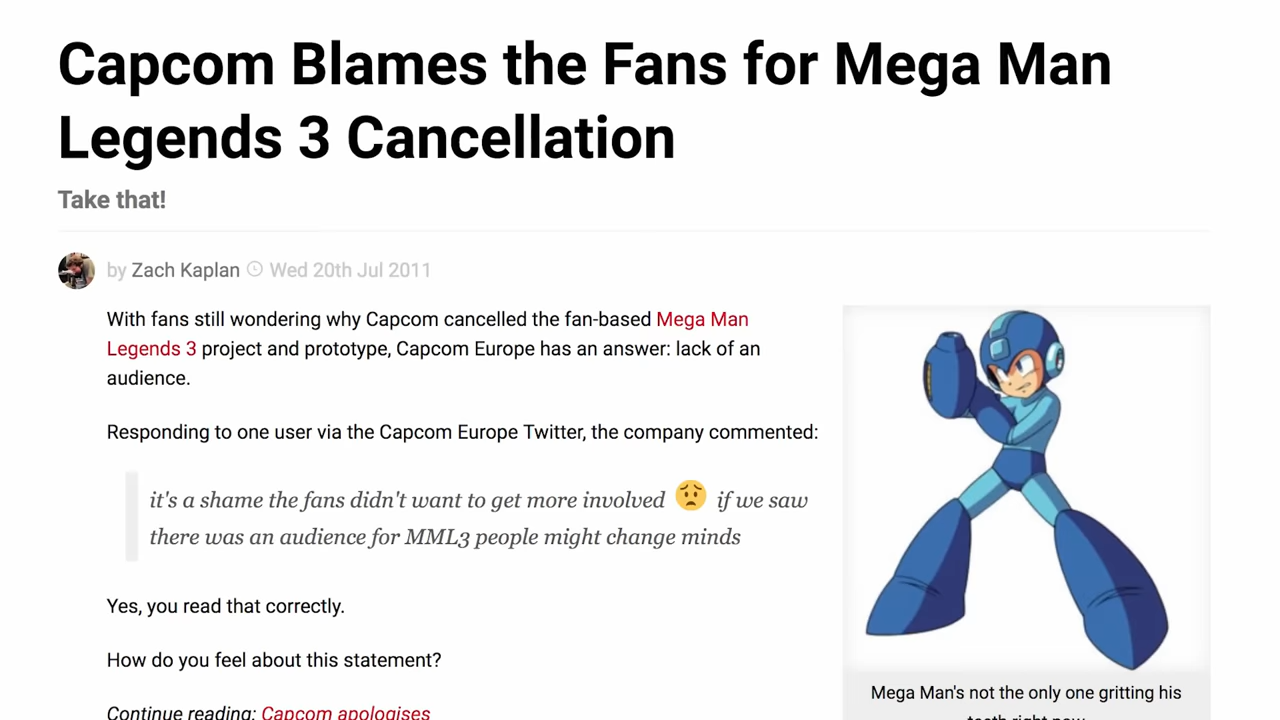 Capcom Blames the Fans for Mega Man
Legends 3 Cancellation
Take that!
by Zach Kaplan Wed 20th Jul 2011
With fans still wondering why Capcom cancelled the fan-based Mega Man
Legends 3 project and prototype, Capcom Europe has an answer: lack of an
audience.
Responding to one user via the Capcom Europe Twitter, the company commented:
it's a shame the fans didn't want to get more involved 😟 if we saw
there was an audience for MML3 people might change minds
Yes, you read that correctly.
How do you feel about this statement?
Continue reading: Capcom apologises
Mega Man's not the only one gritting his
teeth right now